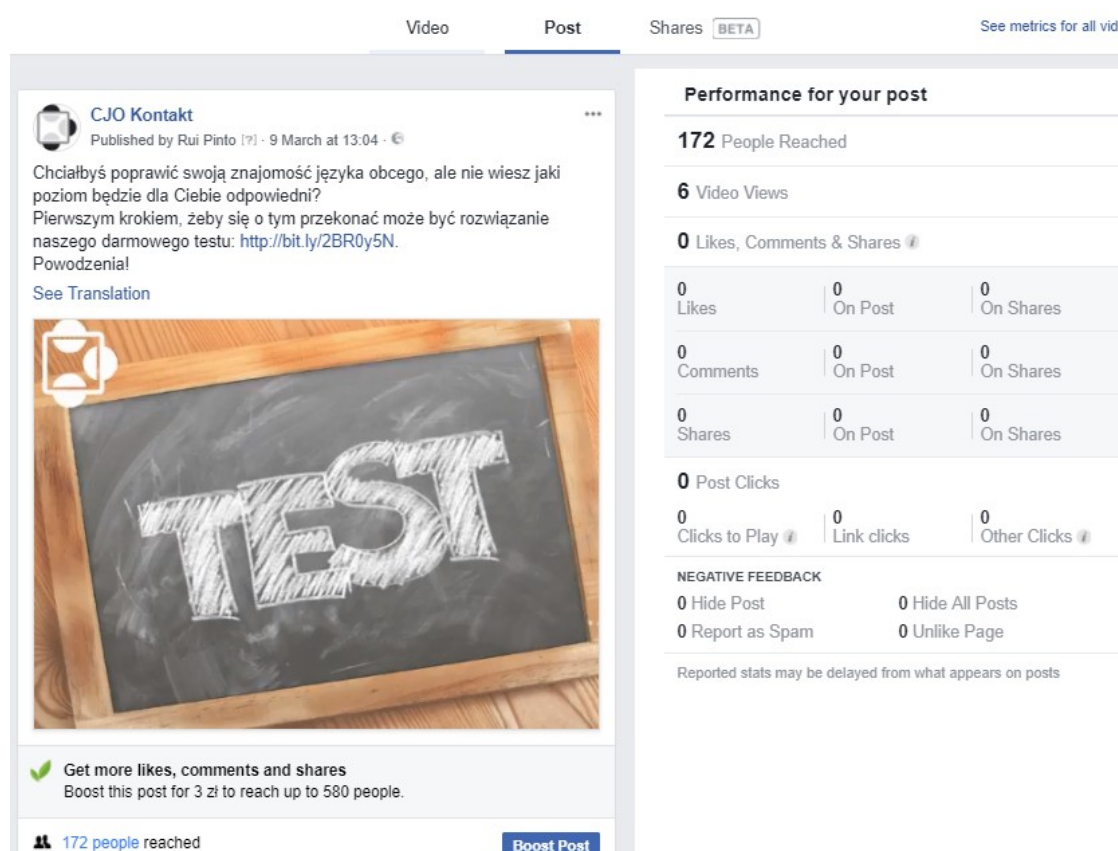 Video
Post
Shares BETA
See metrics for all vid
CJO Kontakt
Published by Rui Pinto [?] · 9 March at 13:04 ·
Chciałbyś poprawić swoją znajomość języka obcego, ale nie wiesz jaki
poziom będzie dla Ciebie odpowiedni?
Pierwszym krokiem, żeby się o tym przekonać może być rozwiązanie
naszego darmowego testu: http://bit.ly/2BR0y5N.
Powodzenia!
See Translation
TEST
Get more likes, comments and shares
Boost this post for 3 zł to reach up to 580 people.
172 people reached
Boost Post
Performance for your post
172 People Reached
6 Video Views
0 Likes, Comments & Shares
0 0 0
Likes On Post On Shares
0 0 0
Comments On Post On Shares
0 0 0
Shares On Post On Shares
0 Post Clicks
0 0 0
Clicks to Play Link clicks Other Clicks
NEGATIVE FEEDBACK
0 Hide Post 0 Hide All Posts
0 Report as Spam 0 Unlike Page
Reported stats may be delayed from what appears on posts